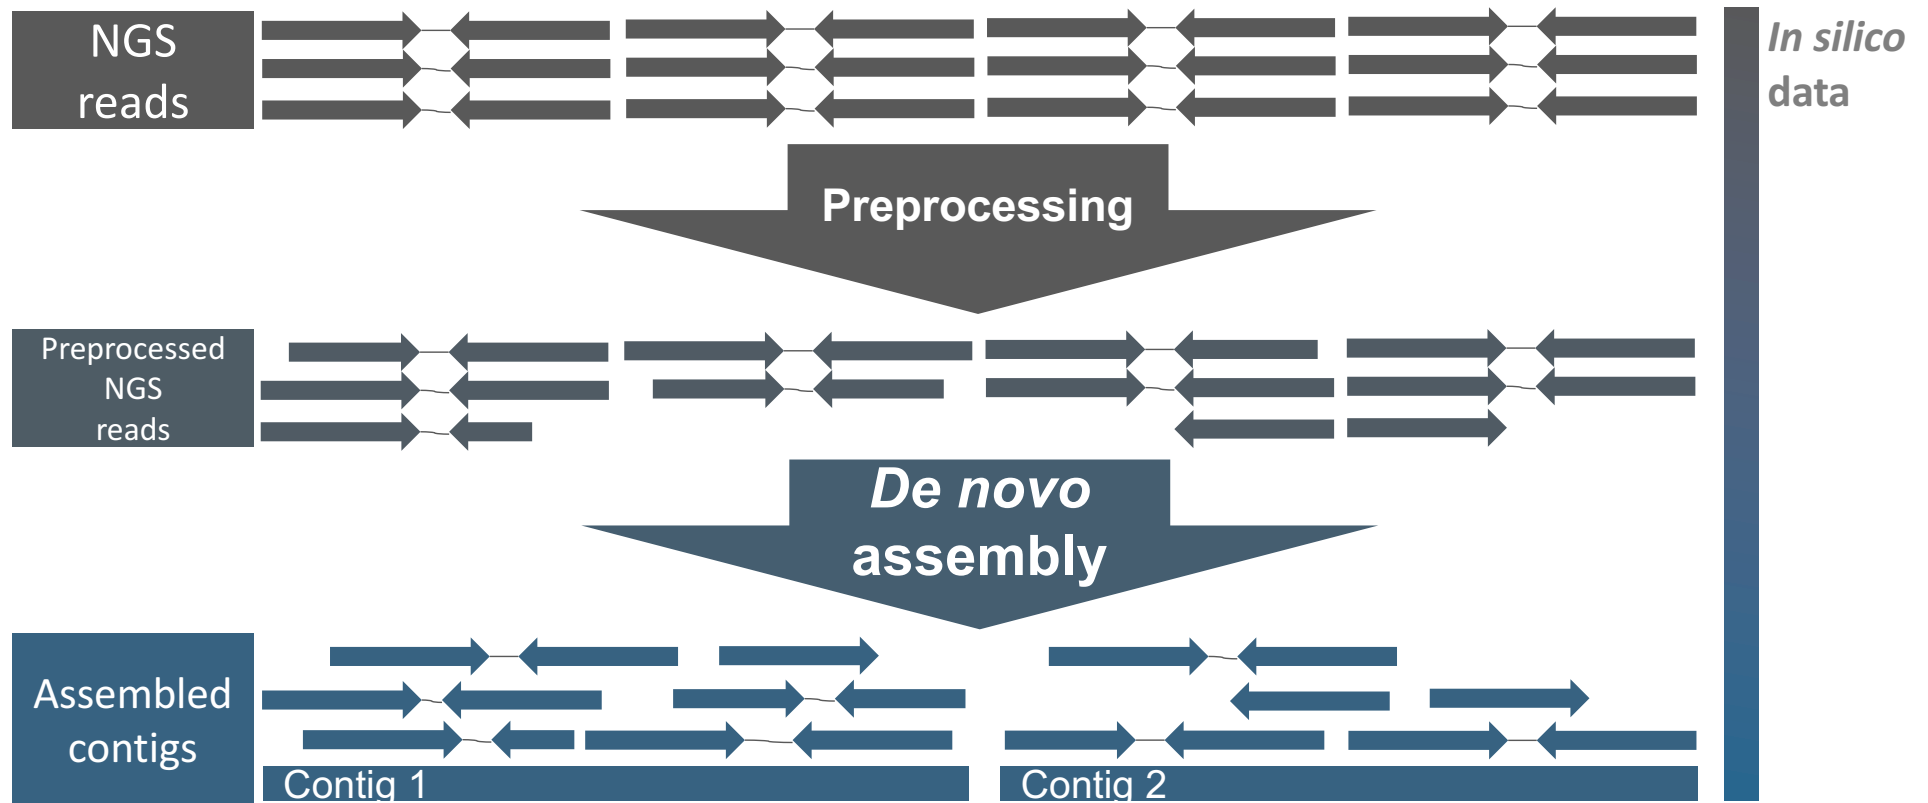 NGS
reads
In silico
data
Preprocessing
Preprocessed
NGS
reads
De novo
assembly
Assembled
contigs
Contig 1
Contig 2